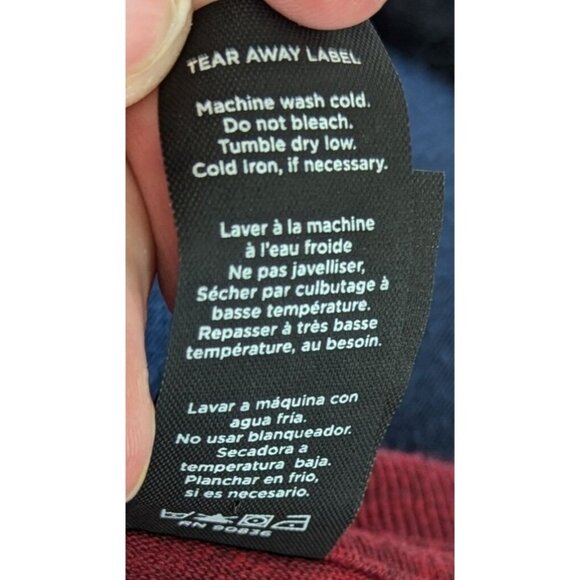 TEAR AWAY LABEL
Machine wash cold.
Do not bleach.
Tumble dry low.
Cold Iron, if necessary.
Laver à la machine
à l'eau froide
Ne pas javelliser,
Sécher par culbutage à
basse température.
Repasser à très basse
température, au besoin.
Lavar a máquina con
agua fria.
No usar blanqueador.
Secadora a
temperatura baja.
Planchar en frio,
si es necesario.
RN 90836